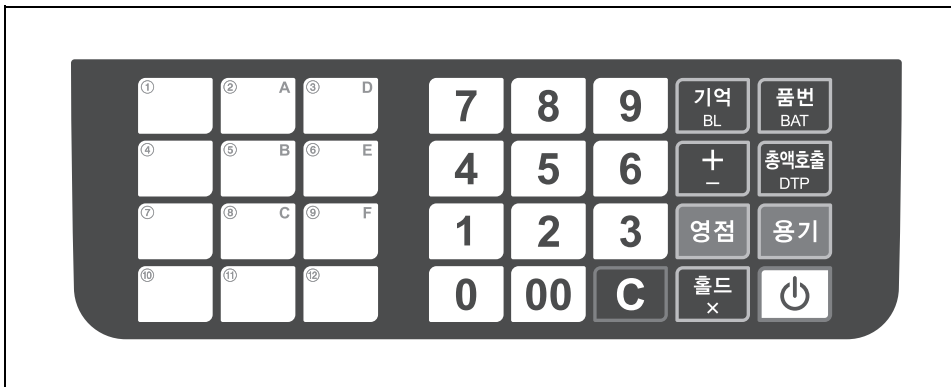 ① ② A ③ D 7 8 9 기억 품번
BL BAT
④ ⑤ B ⑥ E 4 5 6 + 총액호출
− DTP
⑦ ⑧ C ⑨ F 1 2 3 영점 용기
⑩ ⑪ ⑫ 0 00 C 홀드
×